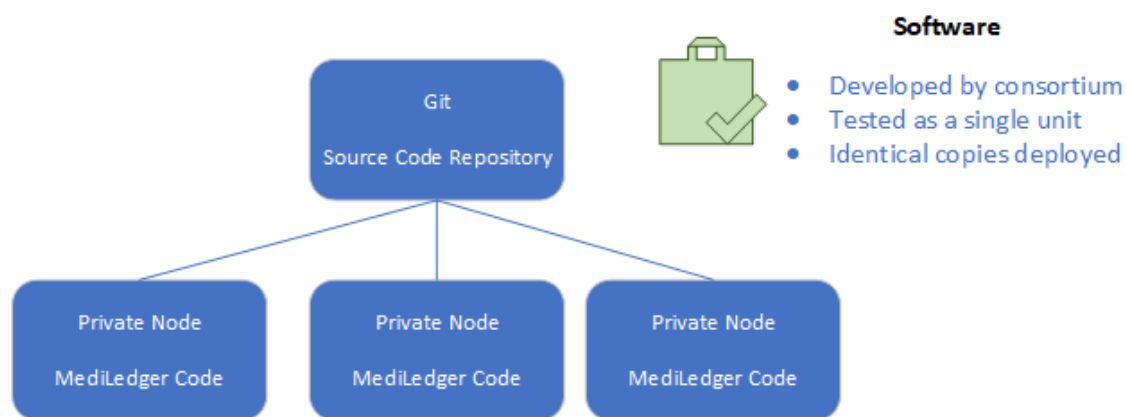 Software
Git
Source Code Repository
Developed by consortium
Tested as a single unit
Identical copies deployed
Private Node
MediLedger Code
Private Node
MediLedger Code
Private Node
MediLedger Code